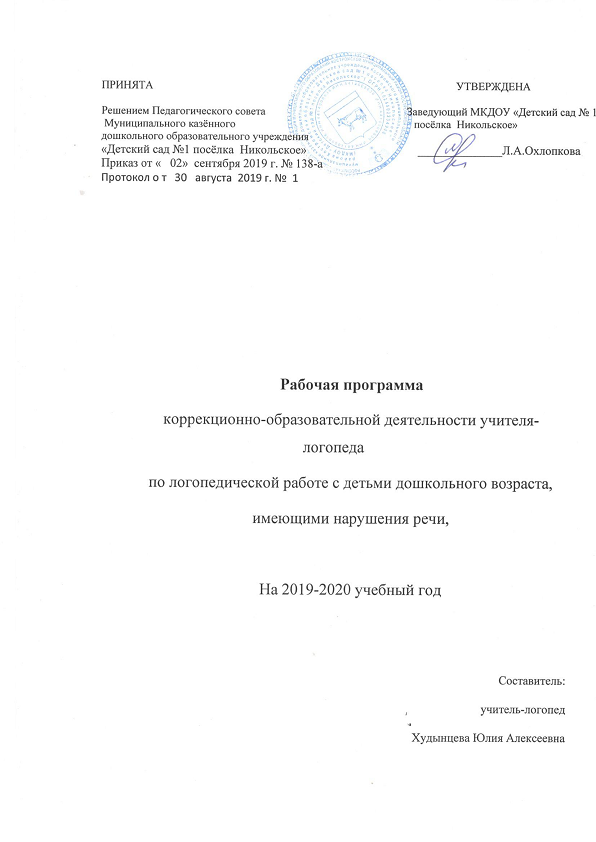 ПРИНЯТА
УТВЕРЖДЕНА
Решением Педагогического совета
Муниципального казённого
дошкольного образовательного учреждения
«Детский сад №1 посёлка Никольское»
Приказ от « 02» сентября 2019 г. № 138-а
Протокол о т 30 августа 2019 г. № 1
Заведующий МКДОУ «Детский сад № 1
посёлка Никольское»
______________Л.А.Охлопкова
Рабочая программа
коррекционно-образовательной деятельности учителя-
логопеда
по логопедической работе с детьми дошкольного возраста,
имеющими нарушения речи,
На 2019-2020 учебный год
Составитель:
учитель-логопед
Худынцева Юлия Алексеевна